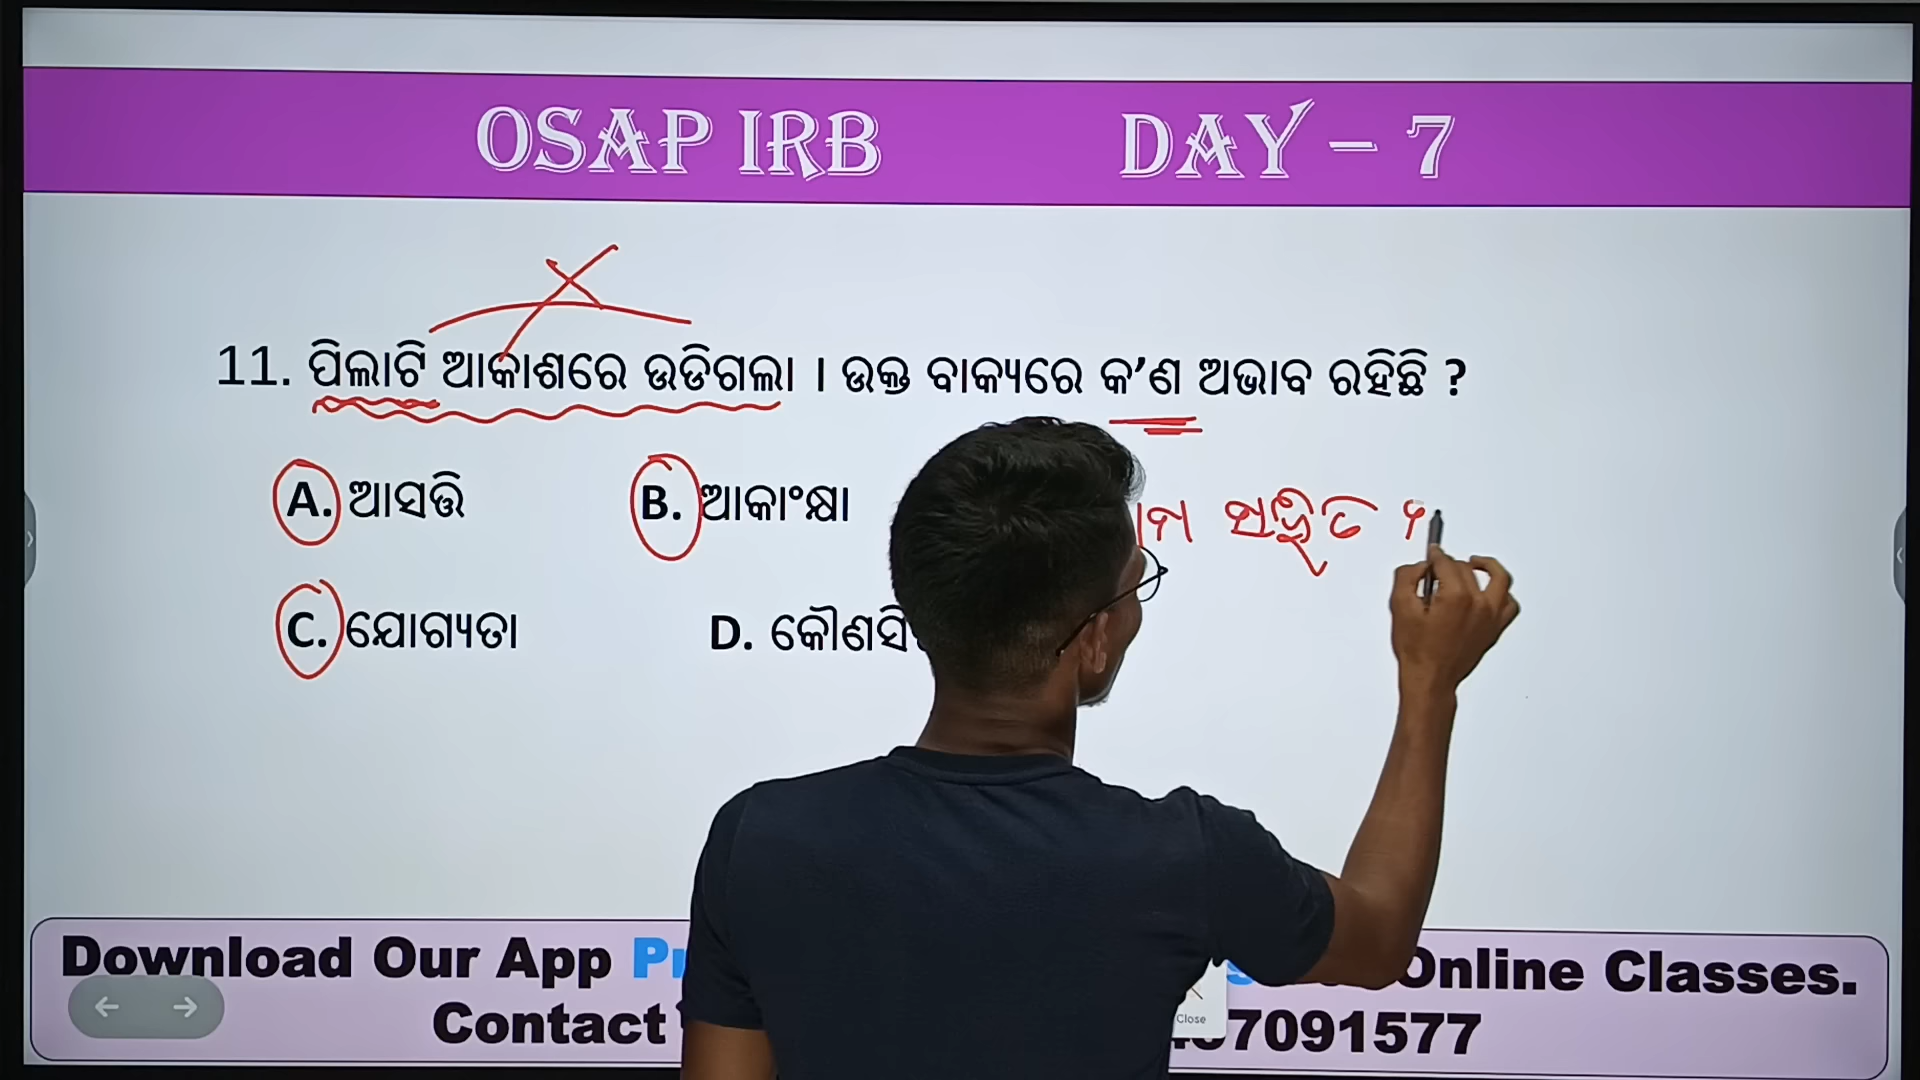 OSAP IRB DAY – 7
11. ପିଲାଟି ଆକାଶରେ ଉଡିଗଲା । ଉକ୍ତ ବାକ୍ୟରେ କ'ଣ ଅଭାବ ରହିଛି ?
A. ଆସତ୍ତି B. ଆକାଂକ୍ଷା
C. ଯୋଗ୍ୟତା D.
Download Our App Online Classes.
Contact 7091577
Close